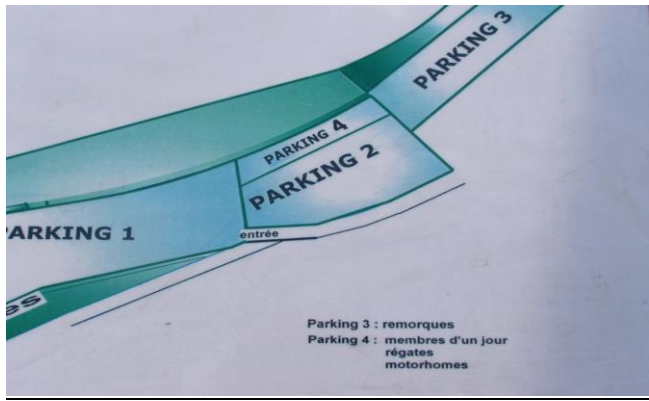 PARKING 3
PARKING 4
PARKING 2
PARKING 1
entrée
es
Parking 3 : remorques
Parking 4 : membres d'un jour
régates
motorhomes